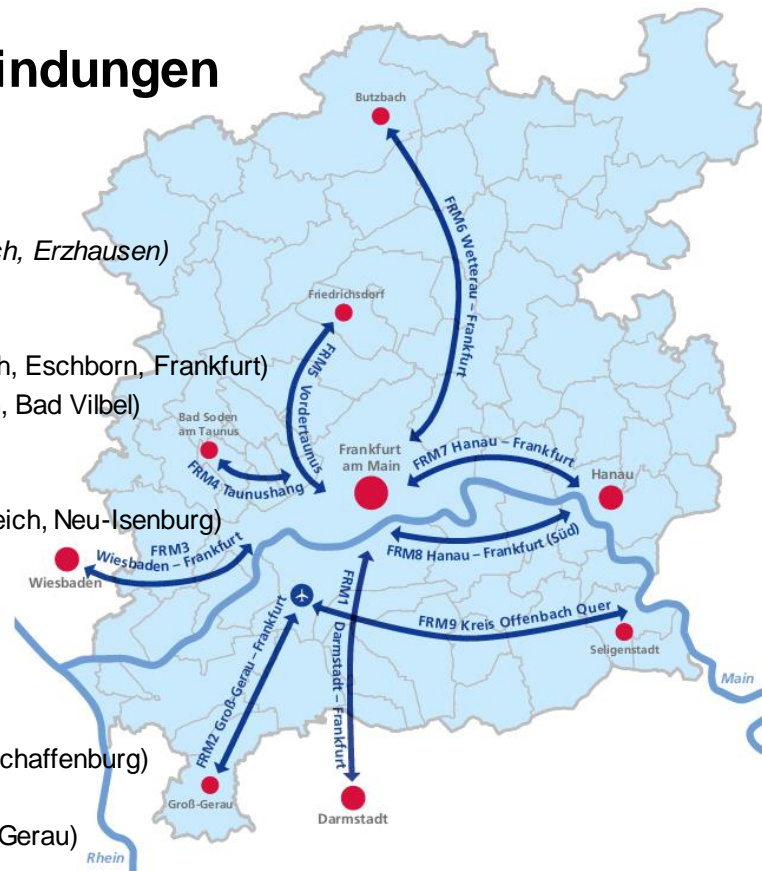 indungen
ch, Erzhausen)
h, Eschborn, Frankfurt)
, Bad Vilbel)
eich, Neu-Isenburg)
schaffenburg)
Gerau)
Butzbach
FRM6 Wetterau – Frankfurt
Friedrichsdorf
FRM5 Vordertaunus
Bad Soden
am Taunus
FRM4 Taunushang
Frankfurt
am Main
FRM7 Hanau – Frankfurt
Hanau
FRM3
Wiesbaden – Frankfurt
Wiesbaden
FRM8 Hanau – Frankfurt (Süd)
FRM1 Darmstadt – Frankfurt
FRM2 Groß-Gerau – Frankfurt
FRM9 Kreis Offenbach Quer
Seligenstadt
Main
Groß-Gerau
Darmstadt
Rhein